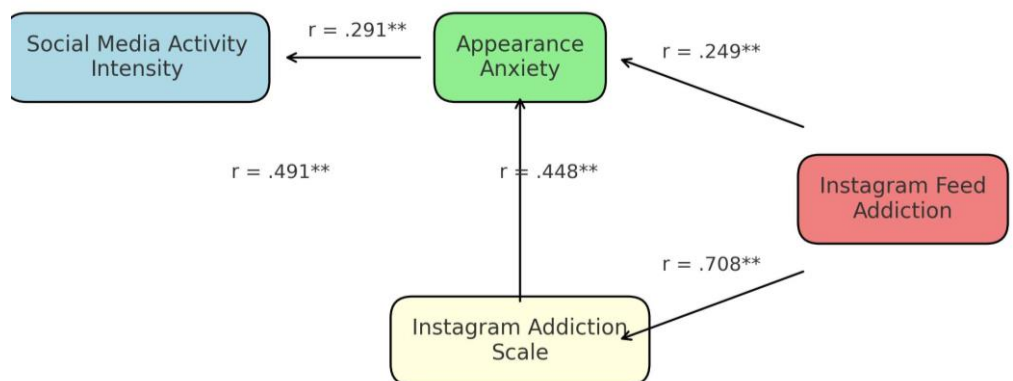 Social Media Activity
Intensity
r = .291**
Appearance
Anxiety
r = .249**
r = .491**
r = .448**
Instagram Feed
Addiction
r = .708**
Instagram Addiction
Scale